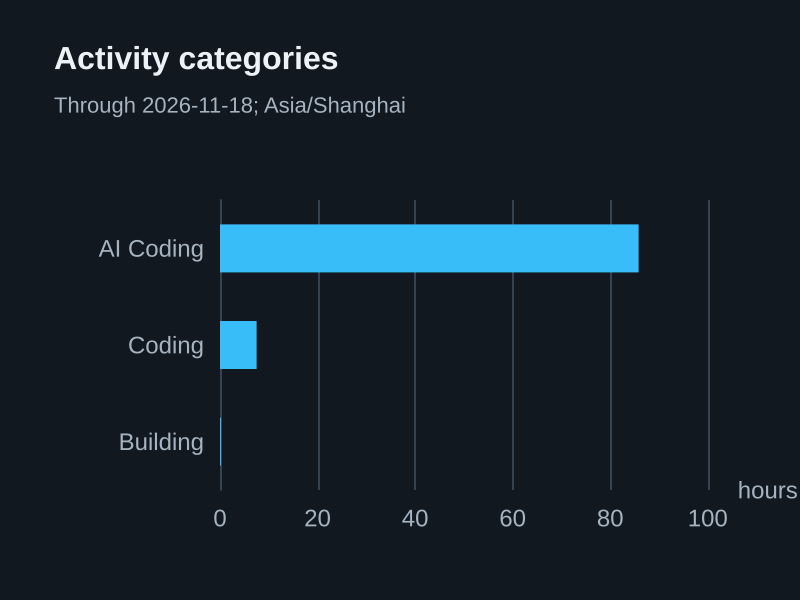 Activity categories
Through 2026-11-18; Asia/Shanghai
AI Coding
Coding
Building
hours
0 20 40 60 80 100